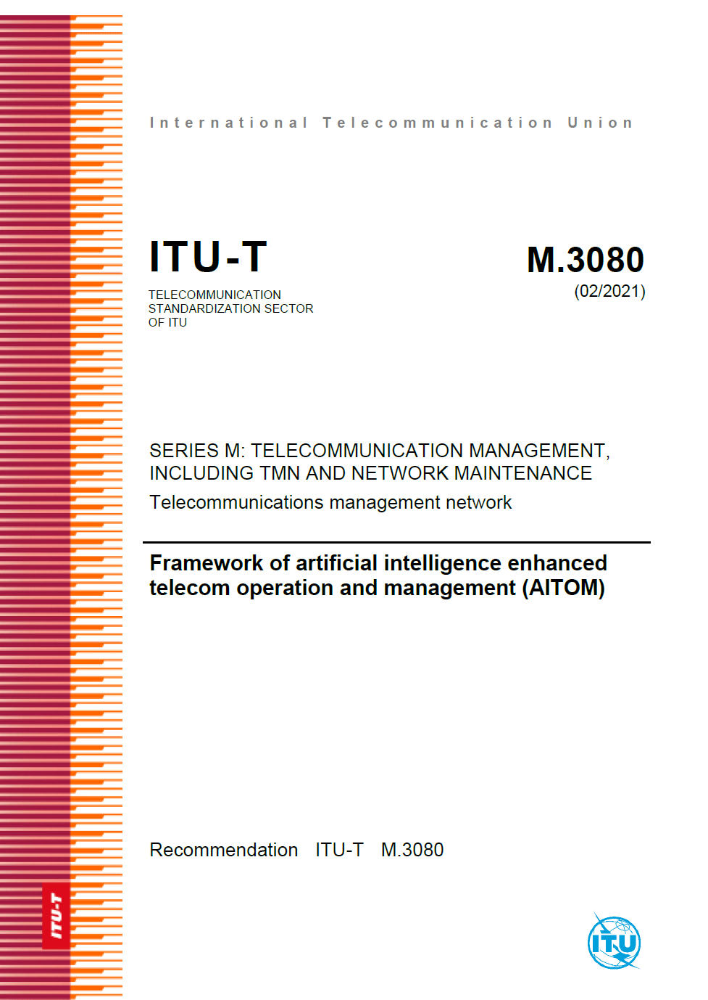 International Telecommunication Union
ITU-T
M.3080
(02/2021)
TELECOMMUNICATION
STANDARDIZATION SECTOR
OF ITU
SERIES M: TELECOMMUNICATION MANAGEMENT,
INCLUDING TMN AND NETWORK MAINTENANCE
Telecommunications management network
Framework of artificial intelligence enhanced
telecom operation and management (AITOM)
Recommendation ITU-T M.3080
ITU-T
ITU